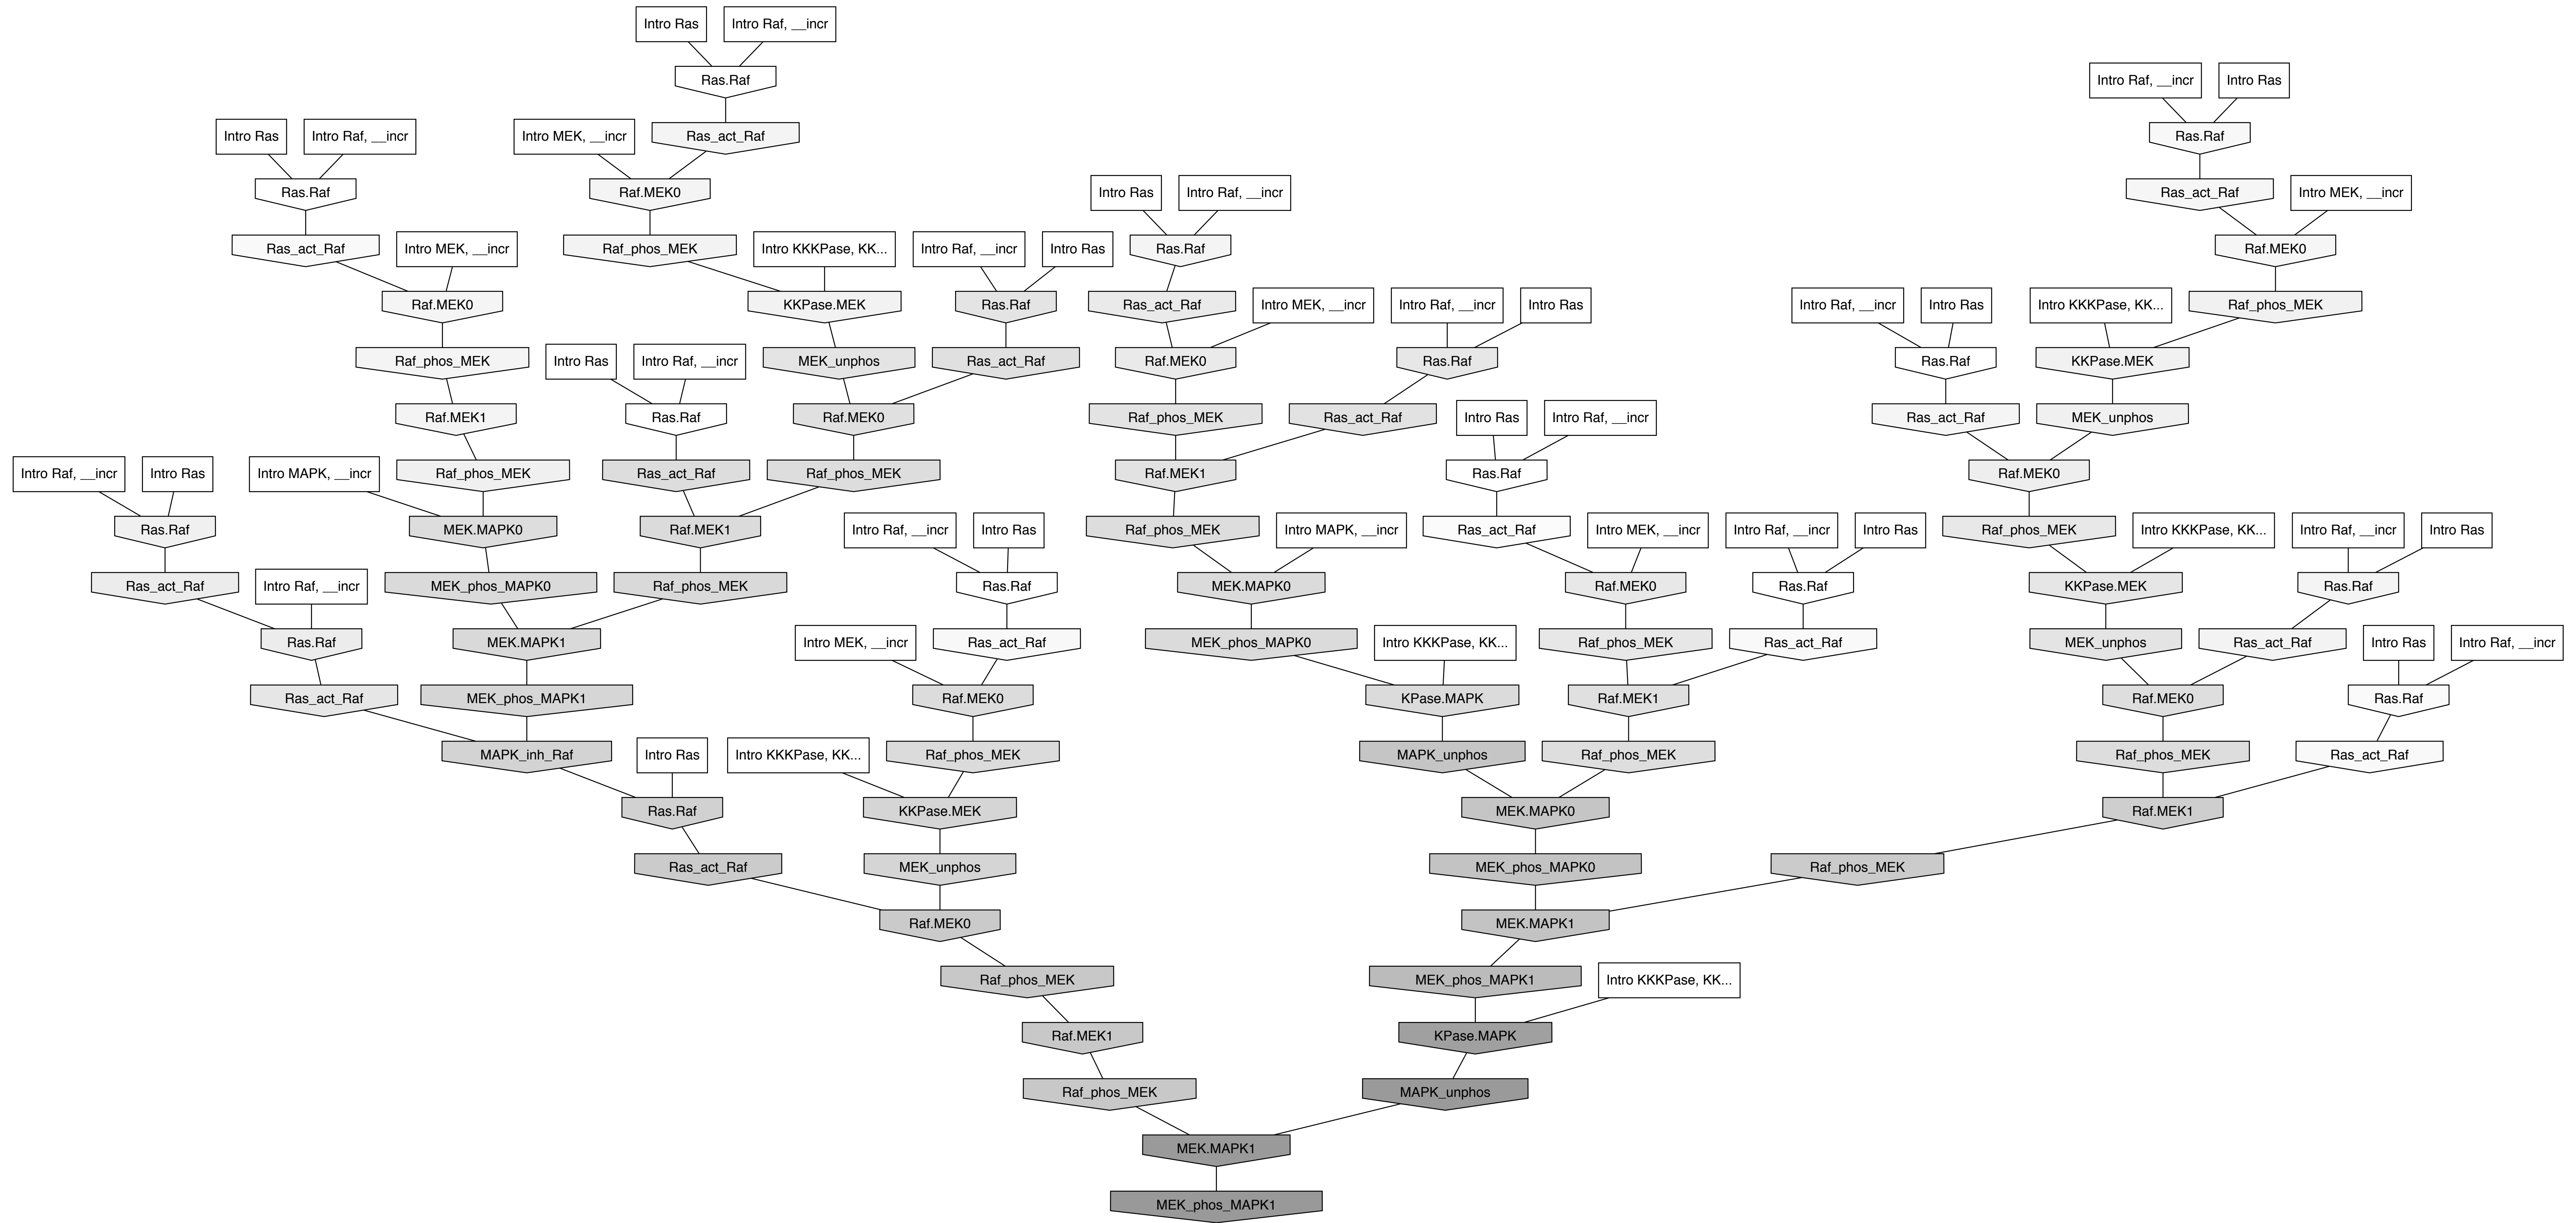 Intro Ras
Intro Raf, __incr
Ras.Raf
Intro Raf, __incr
Intro Ras
Intro Ras
Intro Raf, __incr
Intro MEK, __incr
Ras_act_Raf
Ras.Raf
Ras.Raf
Raf.MEK0
Intro Ras
Intro Raf, __incr
Ras_act_Raf
Intro MEK, __incr
Ras_act_Raf
Intro MEK, __incr
Raf_phos_MEK
Intro KKKPase, KK...
Intro Raf, __incr
Intro Ras
Ras.Raf
Raf.MEK0
Raf.MEK0
KKPase.MEK
Ras.Raf
Ras_act_Raf
Intro MEK, __incr
Intro Raf, __incr
Intro Ras
Intro Raf, __incr
Intro Ras
Intro KKKPase, KK...
Raf_phos_MEK
Raf_phos_MEK
Intro Ras
Intro Raf, __incr
MEK_unphos
Ras_act_Raf
Raf.MEK0
Ras.Raf
Ras.Raf
KKPase.MEK
Raf.MEK1
Ras.Raf
Raf.MEK0
Raf_phos_MEK
Ras_act_Raf
Intro Ras
Intro Raf, __incr
Ras_act_Raf
MEK_unphos
Intro Raf, __incr
Intro Ras
Intro MAPK, __incr
Raf_phos_MEK
Ras_act_Raf
Raf_phos_MEK
Raf.MEK1
Ras.Raf
Raf.MEK0
Ras.Raf
MEK.MAPK0
Raf.MEK1
Intro Raf, __incr
Intro Ras
Raf_phos_MEK
Intro MAPK, __incr
Ras_act_Raf
Intro MEK, __incr
Intro Raf, __incr
Intro Ras
Raf_phos_MEK
Intro KKKPase, KK...
Intro Raf, __incr
Intro Ras
Ras_act_Raf
Intro Raf, __incr
MEK_phos_MAPK0
Raf_phos_MEK
Ras.Raf
MEK.MAPK0
Raf.MEK0
Ras.Raf
KKPase.MEK
Ras.Raf
Ras.Raf
MEK.MAPK1
Intro MEK, __incr
Ras_act_Raf
MEK_phos_MAPK0
Intro KKKPase, KK...
Raf_phos_MEK
Ras_act_Raf
MEK_unphos
Ras_act_Raf
Intro Ras
Intro Raf, __incr
Ras_act_Raf
MEK_phos_MAPK1
Raf.MEK0
KPase.MAPK
Raf.MEK1
Raf.MEK0
Ras.Raf
MAPK_inh_Raf
Intro Ras
Intro KKKPase, KK...
Raf_phos_MEK
MAPK_unphos
Raf_phos_MEK
Raf_phos_MEK
Ras_act_Raf
Ras.Raf
KKPase.MEK
MEK.MAPK0
Raf.MEK1
Ras_act_Raf
MEK_unphos
MEK_phos_MAPK0
Raf_phos_MEK
Raf.MEK0
MEK.MAPK1
Raf_phos_MEK
MEK_phos_MAPK1
Intro KKKPase, KK...
Raf.MEK1
KPase.MAPK
Raf_phos_MEK
MAPK_unphos
MEK.MAPK1
MEK_phos_MAPK1